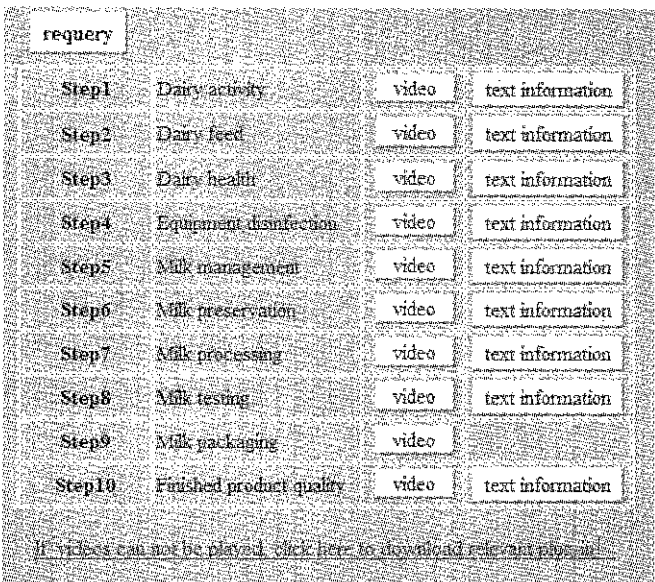 requery
Step1 Dairy activity video text information
Step2 Dairy feed video text information
Step3 Dairy health video text information
Step4 Equipment disinfection video text information
Step5 Milk management video text information
Step6 Milk preservation video text information
Step7 Milk processing video text information
Step8 Milk testing video text information
Step9 Milk packaging video
Step10 Finished product quality video text information
If videos can not be played, click here to download relevant plug-in!